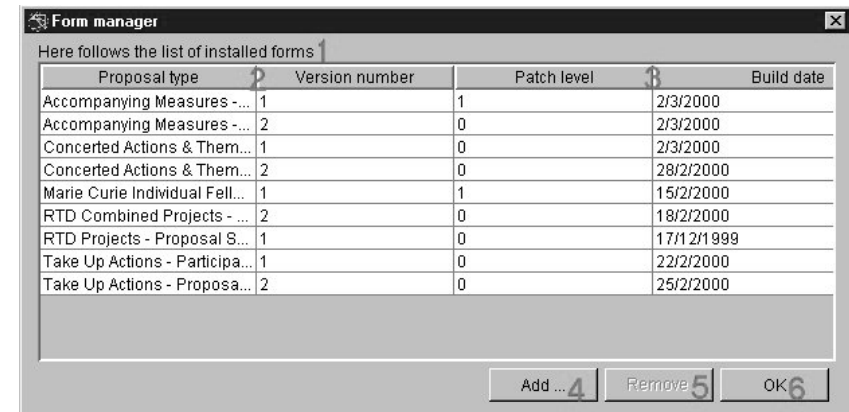 Form manager
Here follows the list of installed forms 1
Proposal type 2 Version number Patch level 3 Build date
Accompanying Measures -... 1 1 2/3/2000
Accompanying Measures -... 2 0 2/3/2000
Concerted Actions & Them... 1 0 2/3/2000
Concerted Actions & Them... 2 0 28/2/2000
Marie Curie Individual Fell... 1 1 15/2/2000
RTD Combined Projects - ... 2 0 18/2/2000
RTD Projects - Proposal S... 1 0 17/12/1999
Take Up Actions - Participa... 1 0 22/2/2000
Take Up Actions - Proposa... 2 0 25/2/2000
Add ... 4 Remove 5 OK 6